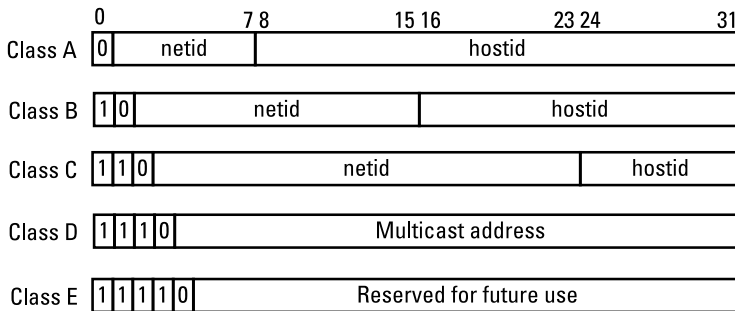 0 7 8 15 16 23 24 31
Class A 0 netid hostid
Class B 1 0 netid hostid
Class C 1 1 0 netid hostid
Class D 1 1 1 0 Multicast address
Class E 1 1 1 1 0 Reserved for future use